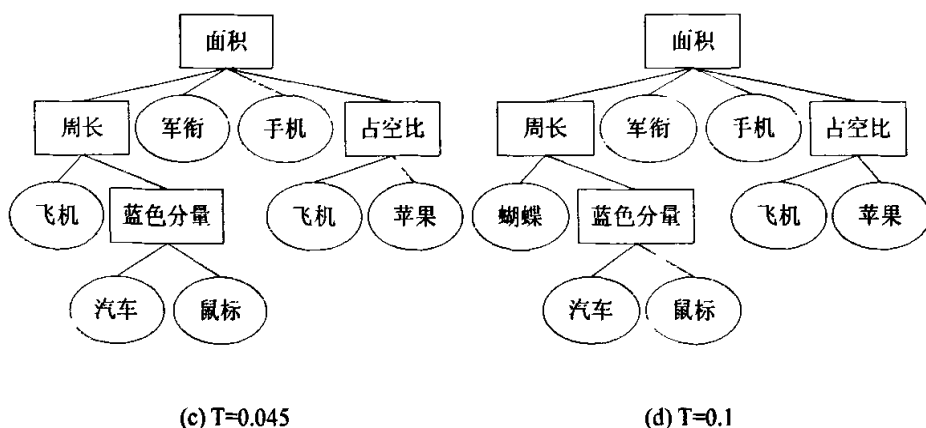 面积
面积
周长
军衔
手机
占空比
周长
军衔
手机
占空比
飞机
蓝色分量
飞机
苹果
蝴蝶
蓝色分量
飞机
苹果
汽车
鼠标
汽车
鼠标
(c) T=0.045
(d) T=0.1